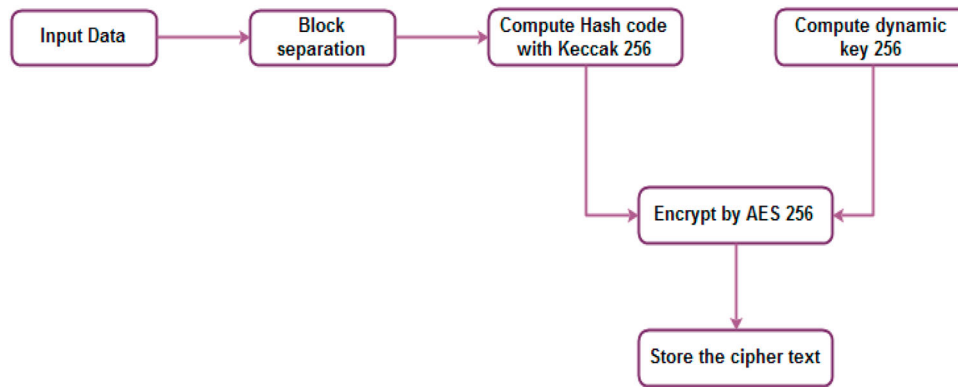 Input Data
Block
separation
Compute Hash code
with Keccak 256
Compute dynamic
key 256
Encrypt by AES 256
Store the cipher text